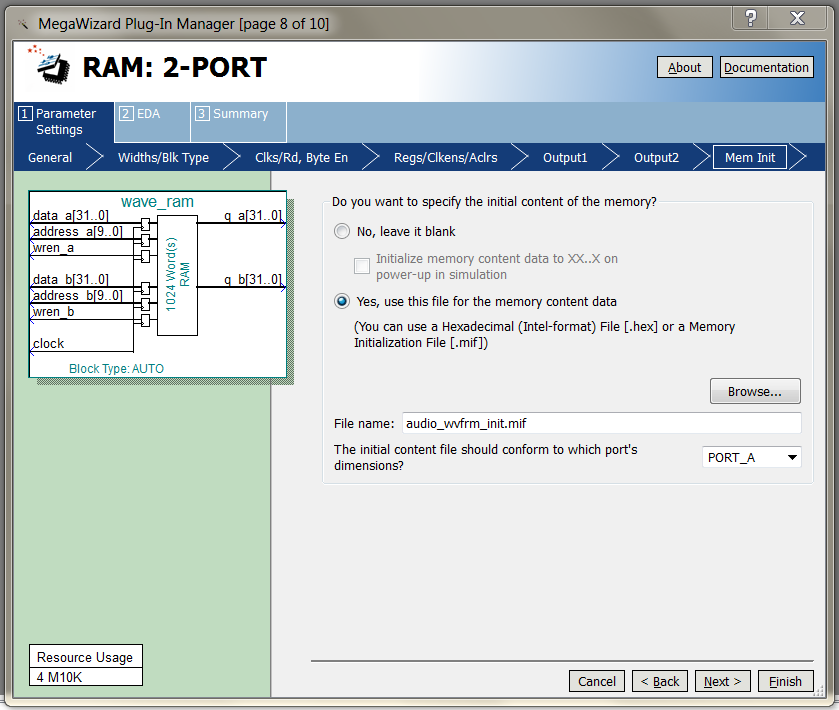 MegaWizard Plug-In Manager [page 8 of 10]
?
X
RAM: 2-PORT
About
Documentation
1 Parameter Settings
2 EDA
3 Summary
General
Widths/Blk Type
Clks/Rd, Byte En
Regs/Clkens/Aclrs
Output1
Output2
Mem Init
wave_ram
data_a[31..0]
address_a[9..0]
wren_a
data_b[31..0]
address_b[9..0]
wren_b
clock
1024 Word(s)
RAM
q_a[31..0]
q_b[31..0]
Block Type: AUTO
Do you want to specify the initial content of the memory?
No, leave it blank
Initialize memory content data to XX..X on
power-up in simulation
Yes, use this file for the memory content data
(You can use a Hexadecimal (Intel-format) File [.hex] or a Memory
Initialization File [.mif])
Browse...
File name: audio_wvfrm_init.mif
The initial content file should conform to which port's
dimensions?
PORT_A
Resource Usage
4 M10K
Cancel
< Back
Next >
Finish